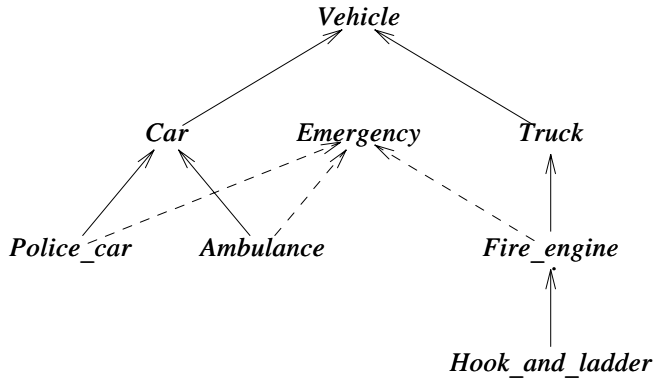 Vehicle
Car Emergency Truck
Police_car Ambulance Fire_engine
Hook_and_ladder